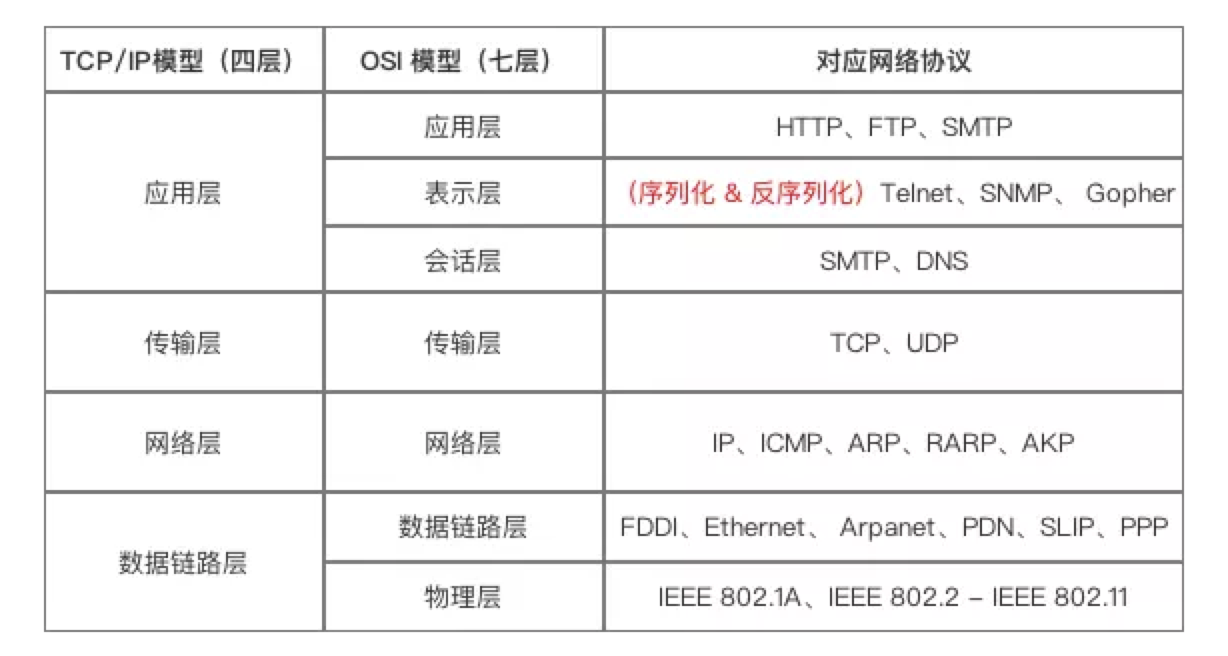 TCP/IP模型（四层） OSI 模型（七层） 对应网络协议
应用层 HTTP、FTP、SMTP
应用层 表示层 （序列化 & 反序列化）Telnet、SNMP、 Gopher
会话层 SMTP、DNS
传输层 传输层 TCP、UDP
网络层 网络层 IP、ICMP、ARP、RARP、AKP
数据链路层 FDDI、Ethernet、 Arpanet、PDN、SLIP、PPP
数据链路层
物理层 IEEE 802.1A、IEEE 802.2 – IEEE 802.11